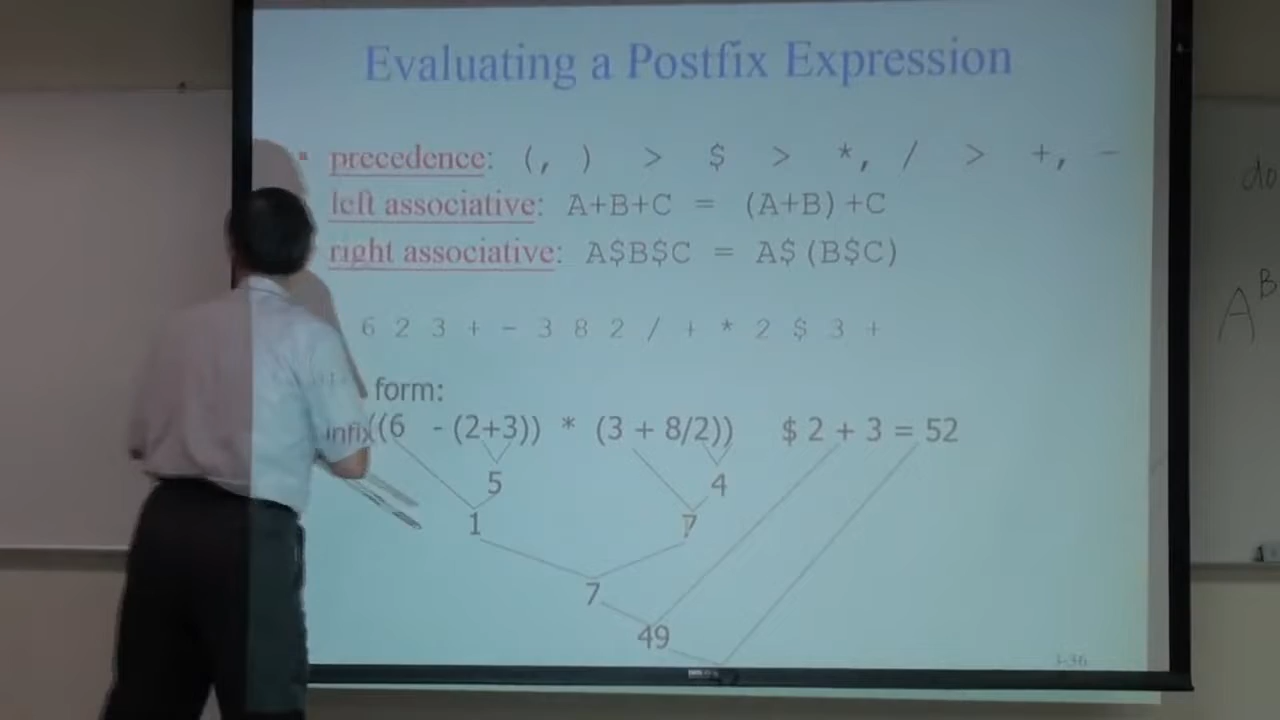 Evaluating a Postfix Expression
precedence: (, ) > $ > *, / > +, -
left associative: A+B+C = (A+B)+C
right associative: A$B$C = A$(B$C)
6 2 3 + - 3 8 2 / + * 2 $ 3 +
form:
infix((6 - (2+3)) * (3 + 8/2)) $ 2 + 3 = 52
5 4
1 7
7
49
do
A B